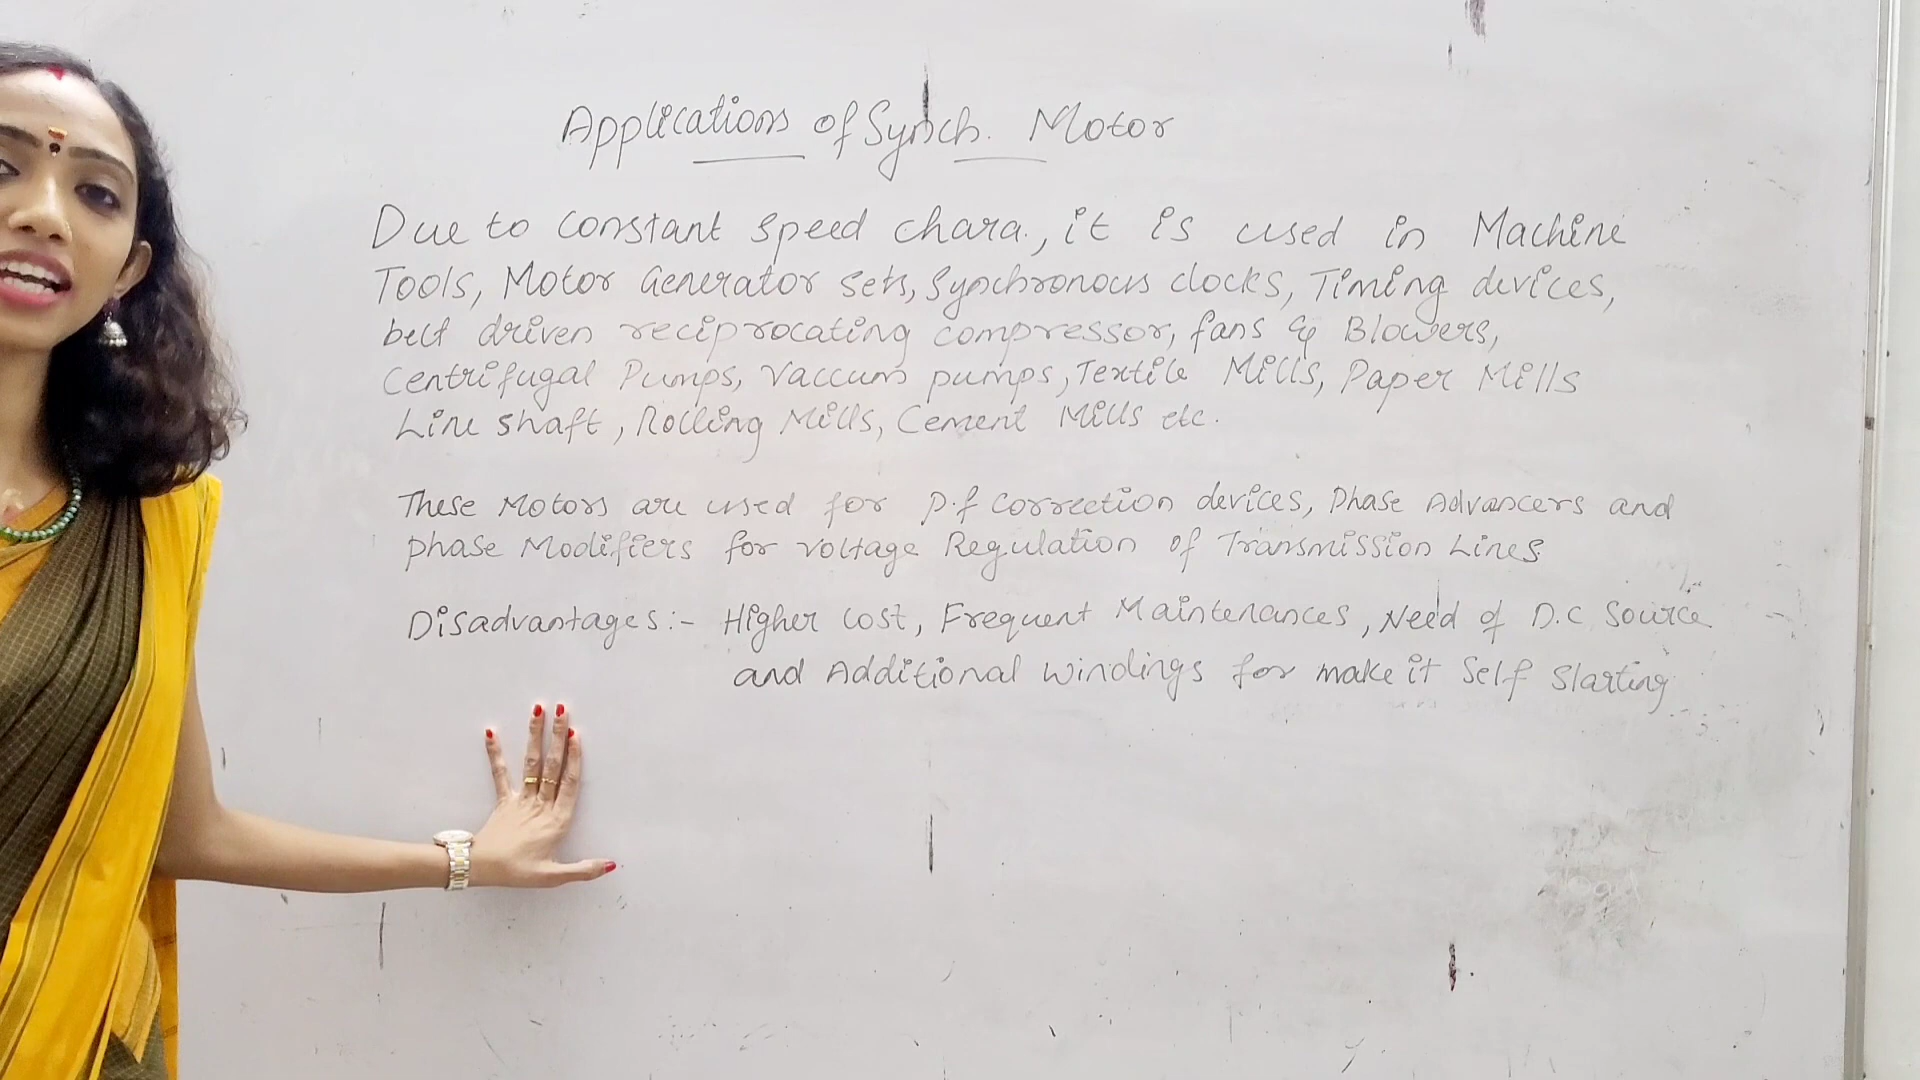 Applications of Synch. Motor
Due to constant speed chara., it is used in Machine
Tools, Motor Generator sets, Synchronous clocks, Timing devices,
belt driven reciprocating compressor, fans & Blowers,
Centrifugal Pumps, Vaccum pumps, Textile Mills, Paper Mills
Line shaft, Rolling Mills, Cement Mills etc.
These Motors are used for p.f correction devices, Phase Advancers and
phase Modifiers for voltage Regulation of Transmission Lines
Disadvantages:- Higher cost, Frequent Maintenances, Need of D.C Source
and Additional windings for make it Self Starting